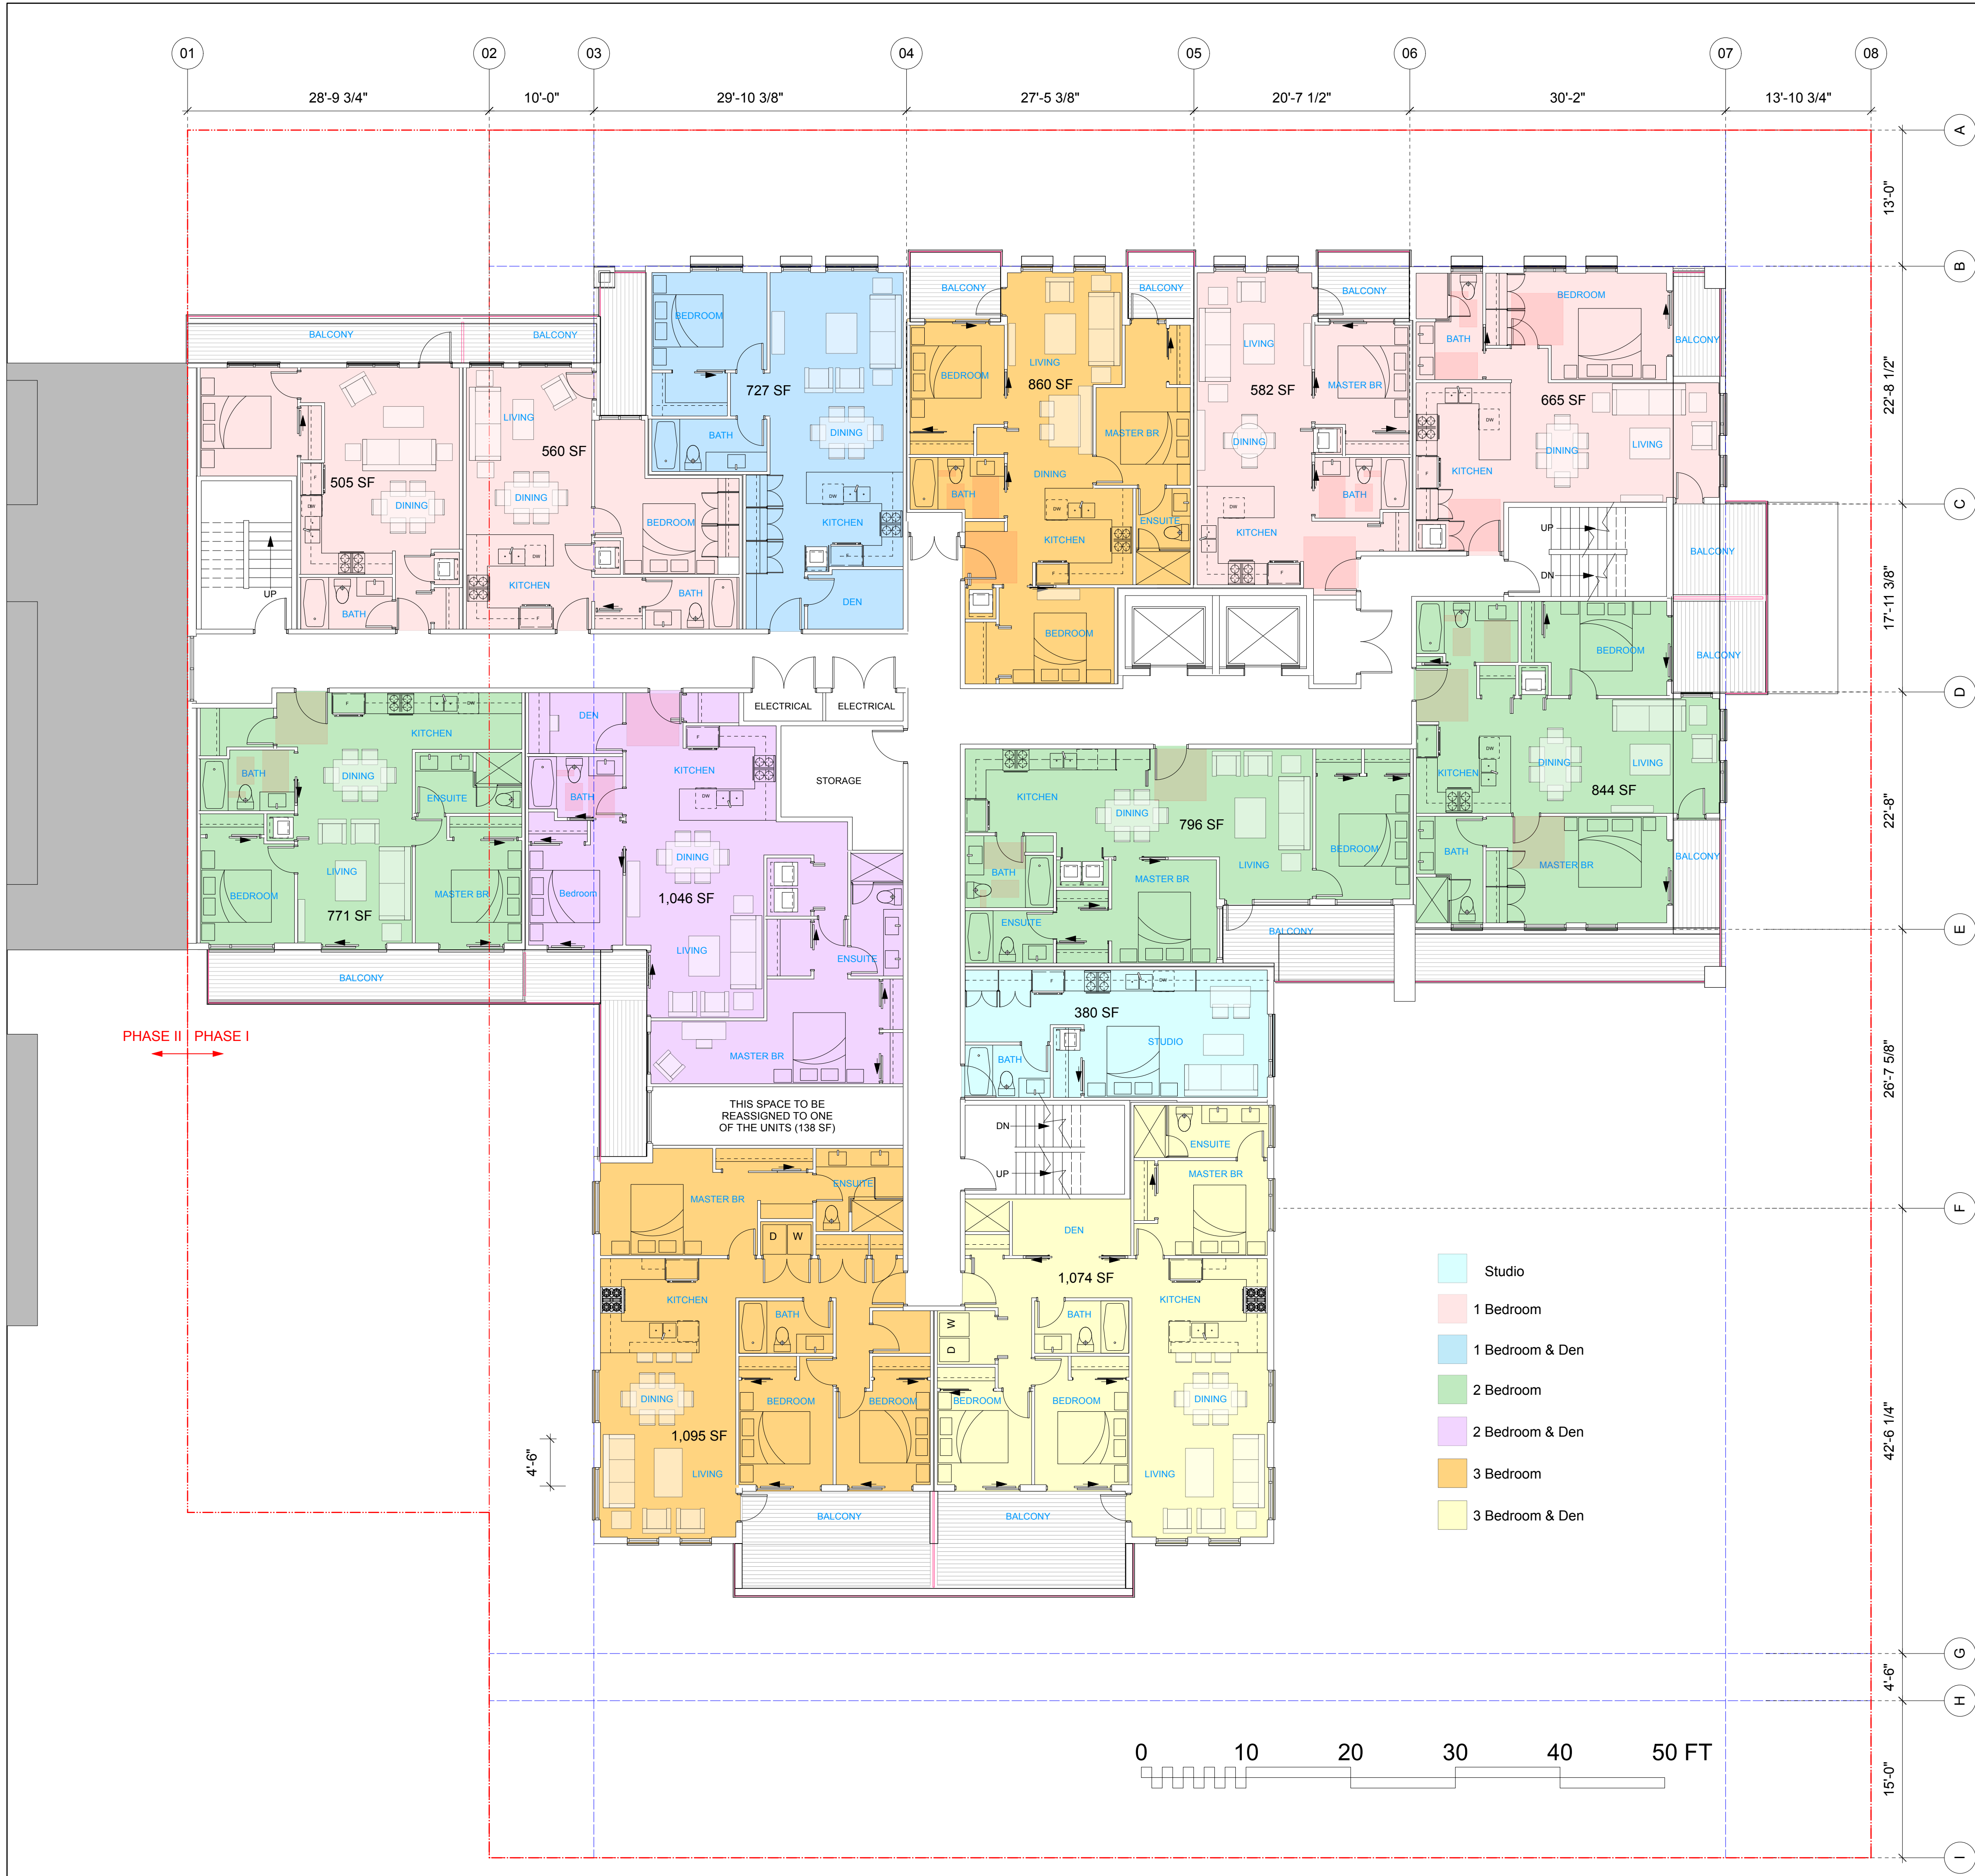 01 02 03 04 05 06 07 08
28'-9 3/4" 10'-0" 29'-10 3/8" 27'-5 3/8" 20'-7 1/2" 30'-2" 13'-10 3/4"
A
13'-0"
B
22'-8 1/2"
C
17'-11 3/8"
D
22'-8"
E
26'-7 5/8"
F
42'-6 1/4"
G
4'-6"
H
15'-0"
I
BALCONY
505 SF
DINING
F
DW
BATH
UP
BALCONY
LIVING
560 SF
DINING
BEDROOM
DW
KITCHEN
F
BATH
BEDROOM
727 SF
BATH
DINING
DW
KITCHEN
F
DEN
BALCONY
BALCONY
LIVING
860 SF
BEDROOM
MASTER BR
DINING
BATH
DW
ENSUITE
KITCHEN
F
BEDROOM
BALCONY
LIVING
582 SF
MASTER BR
DINING
BATH
DW
KITCHEN
F
BEDROOM
BATH
BALCONY
665 SF
DW
LIVING
DINING
KITCHEN
F
UP
DN
BALCONY
BALCONY
BEDROOM
F
DW
KITCHEN
DINING
LIVING
844 SF
BATH
MASTER BR
BALCONY
F
DW
KITCHEN
BATH
DINING
ENSUITE
LIVING
BEDROOM
MASTER BR
771 SF
BALCONY
DEN
F
KITCHEN
BATH
DW
DINING
Bedroom
1,046 SF
LIVING
ENSUITE
MASTER BR
ELECTRICAL
ELECTRICAL
STORAGE
KITCHEN
DINING
796 SF
BATH
LIVING
BEDROOM
MASTER BR
ENSUITE
BALCONY
F
DW
380 SF
STUDIO
BATH
PHASE II PHASE I
THIS SPACE TO BE
REASSIGNED TO ONE
OF THE UNITS (138 SF)
DN
UP
MASTER BR
ENSUITE
D W
KITCHEN
BATH
DINING
BEDROOM
BEDROOM
1,095 SF
LIVING
BALCONY
4'-6"
ENSUITE
MASTER BR
DEN
1,074 SF
KITCHEN
W
D
BATH
BEDROOM
BEDROOM
DINING
LIVING
BALCONY
Studio
1 Bedroom
1 Bedroom & Den
2 Bedroom
2 Bedroom & Den
3 Bedroom
3 Bedroom & Den
0 10 20 30 40 50 FT